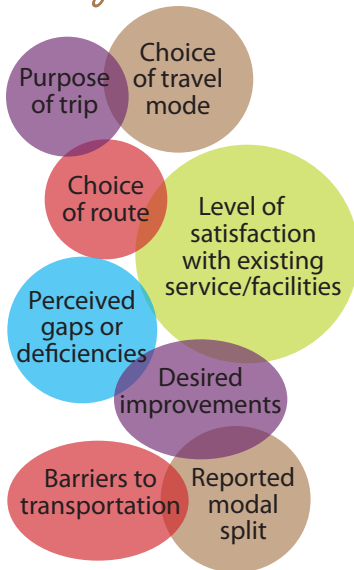 Choice
of travel
mode
Purpose
of trip
Choice
of route
Level of
satisfaction
with existing
service/facilities
Perceived
gaps or
deficiencies
Desired
improvements
Barriers to
transportation
Reported
modal
split